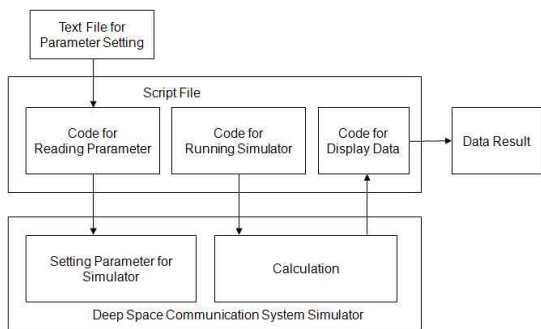 Text File for
Parameter Setting
Script File
Code for
Reading Prarameter
Code for
Running Simulator
Code for
Display Data
Data Result
Setting Parameter for
Simulator
Calculation
Deep Space Communication System Simulator